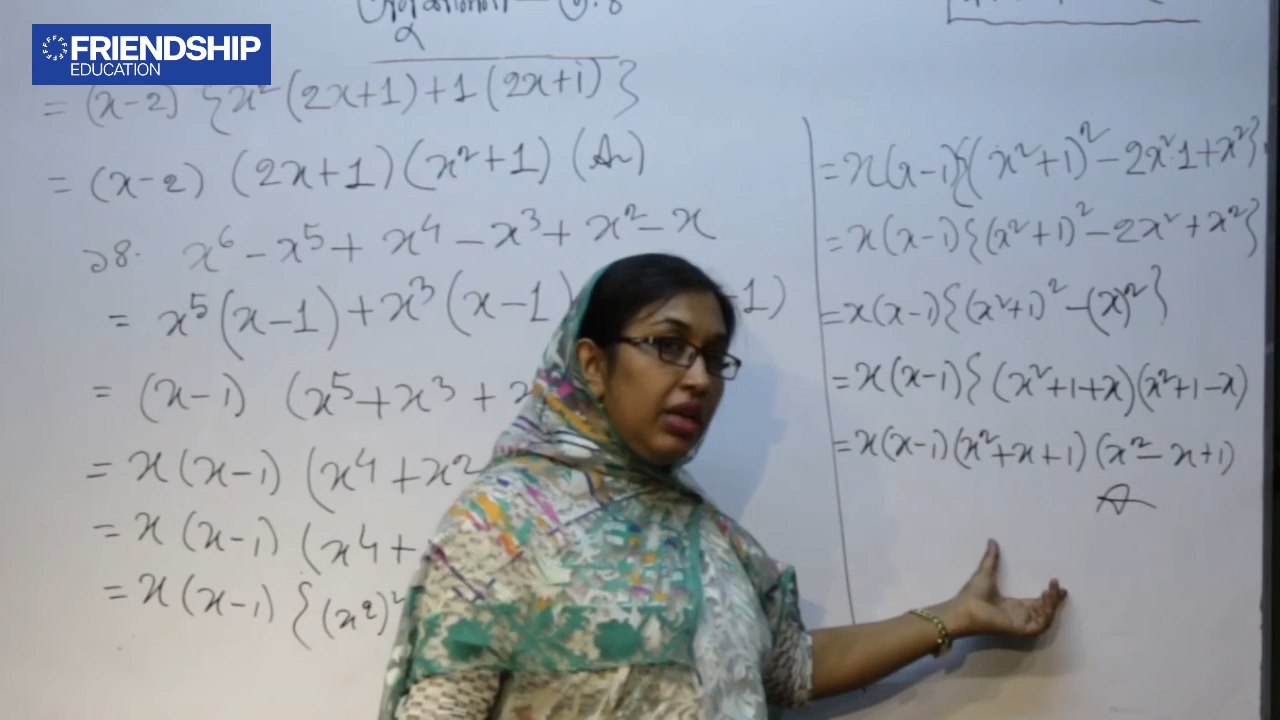 FRIENDSHIP
EDUCATION
= (x-2) {x² (2x+1)+1 (2x+1)}
= (x-2) (2x+1) (x²+1) (An)
১৪. x⁶ - x⁵ + x⁴ - x³ + x² - x
= x⁵ (x-1) + x³ (x-1) -1)
= (x-1) (x⁵+x³+
= x (x-1) (x⁴+x²
= x (x-1) (x⁴+
= x (x-1) {(x²)²
= x(x-1){(x²+1)² - 2x².1+x²}
= x(x-1){(x²+1)² - 2x²+x²}
= x(x-1){(x²+1)² -(x)²}
= x(x-1){(x²+1+x)(x²+1-x)
= x(x-1)(x²+x+1)(x²-x+1)